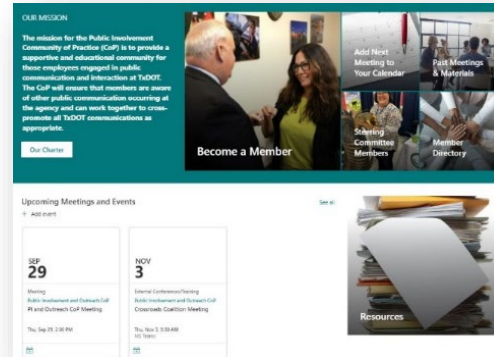 OUR MISSION
The mission for the Public Involvement
Community of Practice (CoP) is to provide a
supportive and educational community for
those employees engaged in public
communication and interaction at TxDOT.
The CoP will ensure that members are aware
of other public communication occurring at
the agency and can work together to cross-
promote all TxDOT communications as
appropriate.
Our Charter
Become a Member
Add Next
Meeting to
Your Calendar
Past Meetings
& Materials
Steering
Committee
Members
Member
Directory
Upcoming Meetings and Events
See all
+ Add event
SEP
29
Meeting
Public Involvement and Outreach CoP
PI and Outreach CoP Meeting
Thu, Sep 29, 2:00 PM
NOV
3
External Conferences/Training
Public Involvement and Outreach CoP
Crossroads Coalition Meeting
Thu, Nov 3, AM
MS Teams
Resources